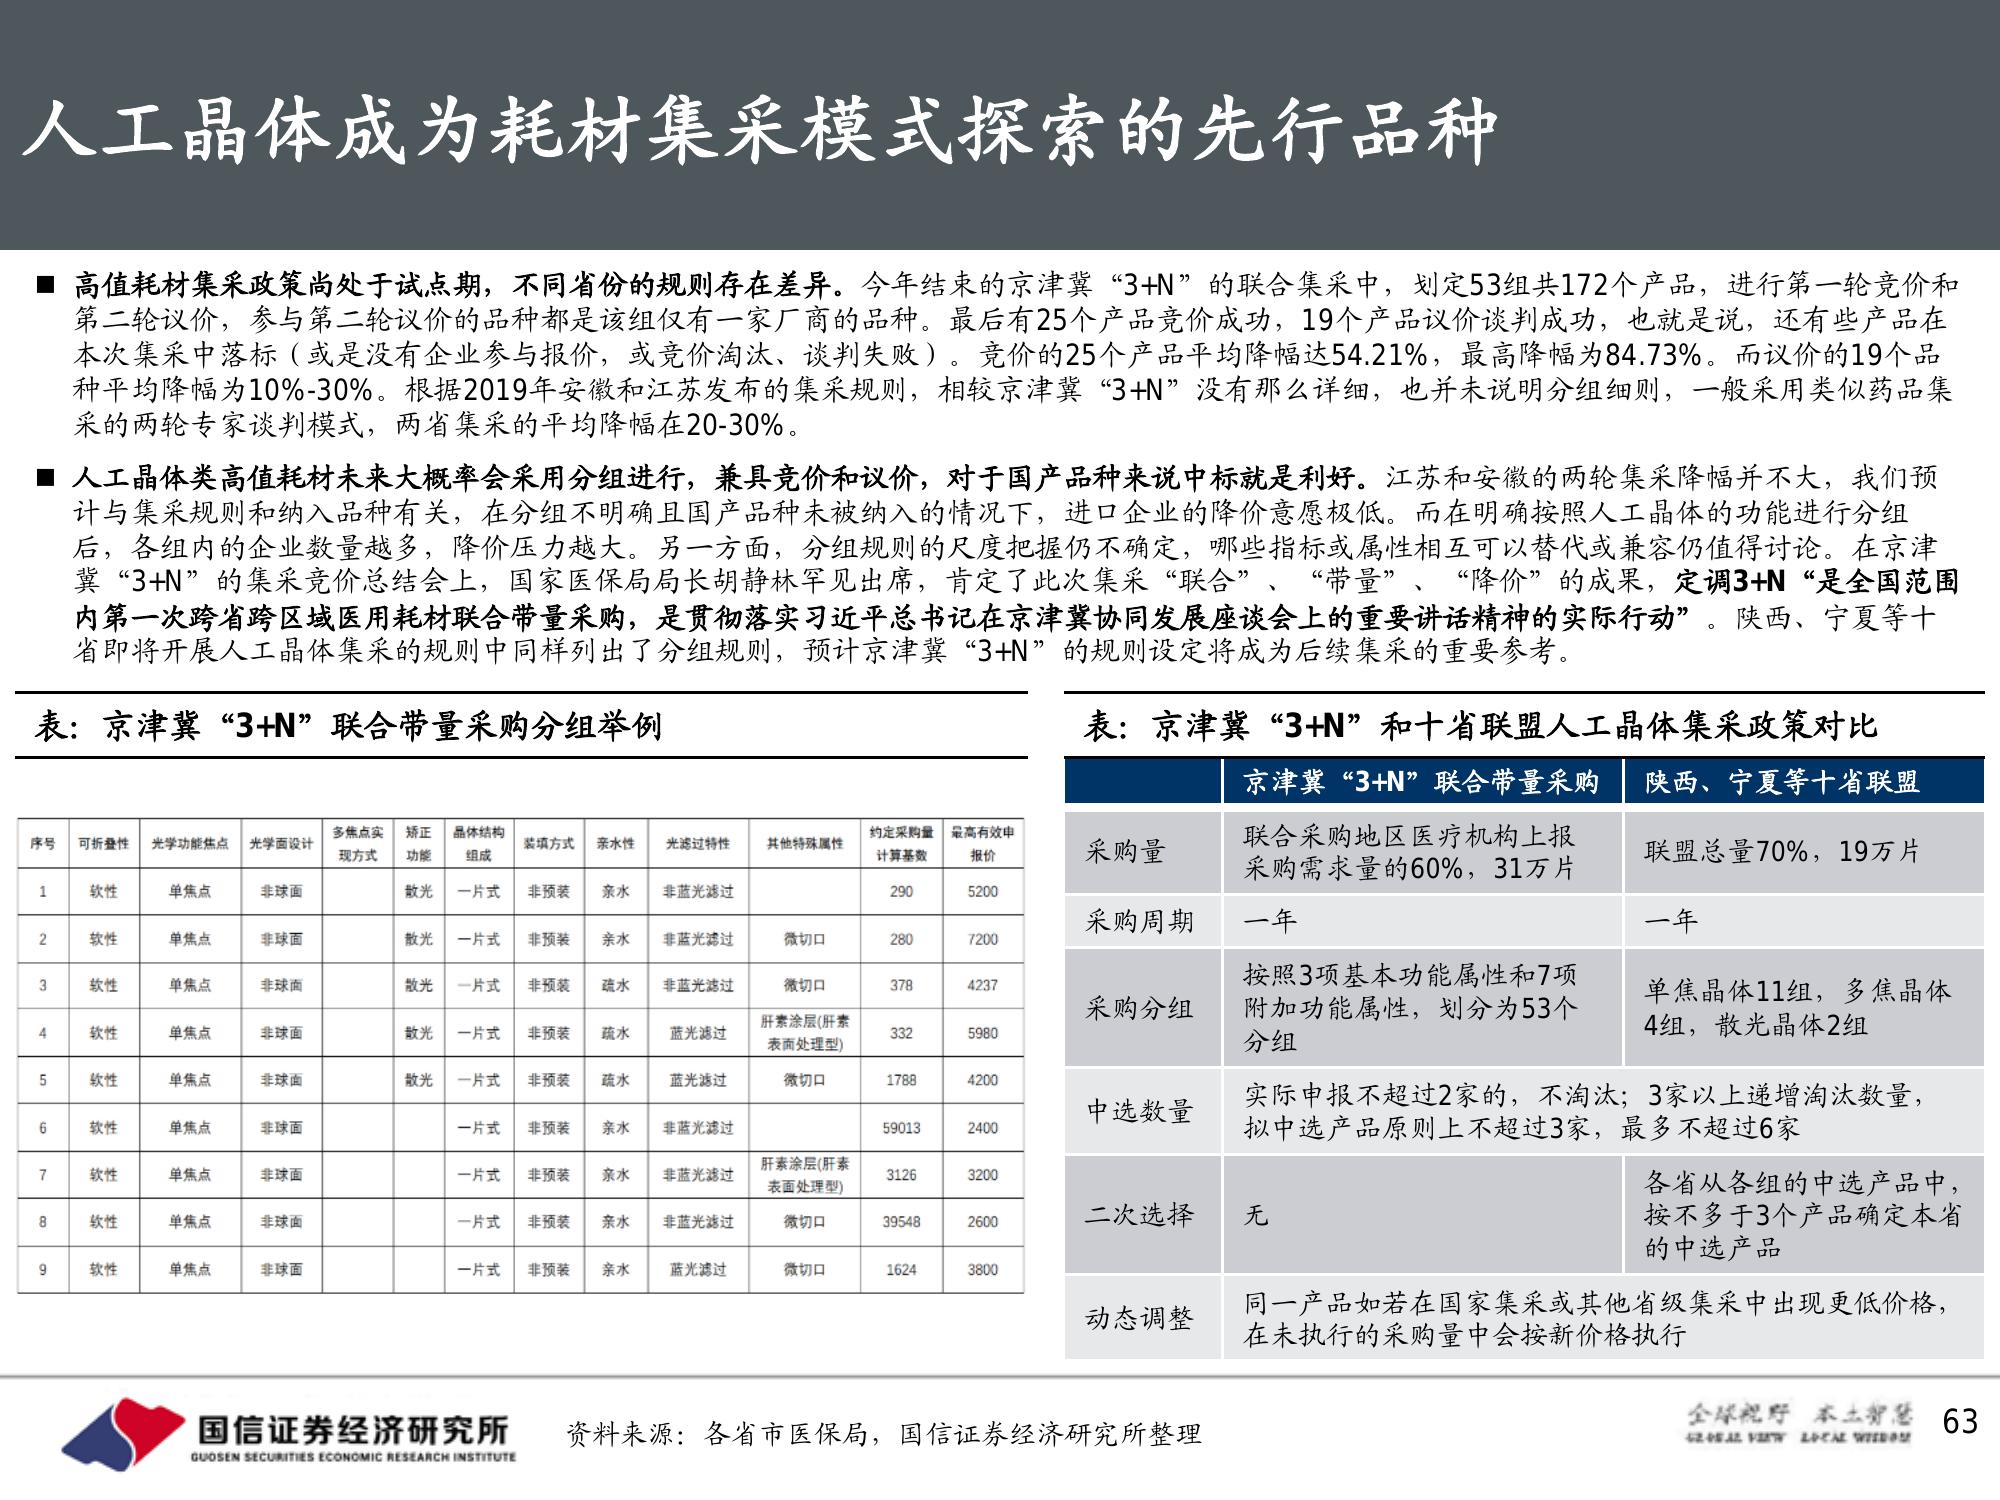 人工晶体成为耗材集采模式探索的先行品种
■ 高值耗材集采政策尚处于试点期，不同省份的规则存在差异。今年结束的京津冀“3+N”的联合集采中，划定53组共172个产品，进行第一轮竞价和
第二轮议价，参与第二轮议价的品种都是该组仅有一家厂商的品种。最后有25个产品竞价成功，19个产品议价谈判成功，也就是说，还有些产品在
本次集采中落标（或是没有企业参与报价，或竞价淘汰、谈判失败）。竞价的25个产品平均降幅达54.21%，最高降幅为84.73%。而议价的19个品
种平均降幅为10%-30%。根据2019年安徽和江苏发布的集采规则，相较京津冀“3+N”没有那么详细，也并未说明分组细则，一般采用类似药品集
采的两轮专家谈判模式，两省集采的平均降幅在20-30%。
■ 人工晶体类高值耗材未来大概率会采用分组进行，兼具竞价和议价，对于国产品种来说中标就是利好。江苏和安徽的两轮集采降幅并不大，我们预
计与集采规则和纳入品种有关，在分组不明确且国产品种未被纳入的情况下，进口企业的降价意愿极低。而在明确按照人工晶体的功能进行分组
后，各组内的企业数量越多，降价压力越大。另一方面，分组规则的尺度把握仍不确定，哪些指标或属性相互可以替代或兼容仍值得讨论。在京津
冀“3+N”的集采竞价总结会上，国家医保局局长胡静林罕见出席，肯定了此次集采“联合”、“带量”、“降价”的成果，定调3+N“是全国范围
内第一次跨省跨区域医用耗材联合带量采购，是贯彻落实习近平总书记在京津冀协同发展座谈会上的重要讲话精神的实际行动”。陕西、宁夏等十
省即将开展人工晶体集采的规则中同样列出了分组规则，预计京津冀“3+N”的规则设定将成为后续集采的重要参考。
表：京津冀“3+N”联合带量采购分组举例
序号 可折叠性 光学功能焦点 光学面设计 多焦点实现方式 矫正功能 晶体结构组成 装填方式 亲水性 光滤过特性 其他特殊属性 约定采购量计算基数 最高有效申报价
1 软性 单焦点 非球面 散光 一片式 非预装 亲水 非蓝光滤过 290 5200
2 软性 单焦点 非球面 散光 一片式 非预装 亲水 非蓝光滤过 微切口 280 7200
3 软性 单焦点 非球面 散光 一片式 非预装 疏水 非蓝光滤过 微切口 378 4237
4 软性 单焦点 非球面 散光 一片式 非预装 疏水 蓝光滤过 肝素涂层(肝素表面处理型) 332 5980
5 软性 单焦点 非球面 散光 一片式 非预装 疏水 蓝光滤过 微切口 1788 4200
6 软性 单焦点 非球面 一片式 非预装 亲水 非蓝光滤过 59013 2400
7 软性 单焦点 非球面 一片式 非预装 亲水 非蓝光滤过 肝素涂层(肝素表面处理型) 3126 3200
8 软性 单焦点 非球面 一片式 非预装 亲水 非蓝光滤过 微切口 39548 2600
9 软性 单焦点 非球面 一片式 非预装 亲水 蓝光滤过 微切口 1624 3800
表：京津冀“3+N”和十省联盟人工晶体集采政策对比
京津冀“3+N”联合带量采购 陕西、宁夏等十省联盟
采购量 联合采购地区医疗机构上报采购需求量的60%，31万片 联盟总量70%，19万片
采购周期 一年 一年
采购分组 按照3项基本功能属性和7项附加功能属性，划分为53个分组 单焦晶体11组，多焦晶体4组，散光晶体2组
中选数量 实际申报不超过2家的，不淘汰；3家以上递增淘汰数量，
拟中选产品原则上不超过3家，最多不超过6家
二次选择 无 各省从各组的中选产品中，按不多于3个产品确定本省的中选产品
动态调整 同一产品如若在国家集采或其他省级集采中出现更低价格，
在未执行的采购量中会按新价格执行
国信证券经济研究所
GUOSEN SECURITIES ECONOMIC RESEARCH INSTITUTE
资料来源：各省市医保局，国信证券经济研究所整理
全球视野 本土智慧
GLOBAL VIEW LOCAL WISDOM
63